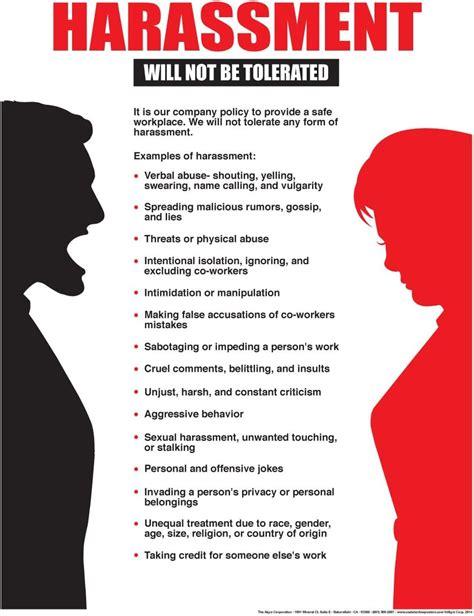 HARASSMENT
WILL NOT BE TOLERATED
It is our company policy to provide a safe
workplace. We will not tolerate any form of
harassment.
Examples of harassment:
• Verbal abuse- shouting, yelling,
swearing, name calling, and vulgarity
• Spreading malicious rumors, gossip,
and lies
• Threats or physical abuse
• Intentional isolation, ignoring, and
excluding co-workers
• Intimidation or manipulation
• Making false accusations of co-workers
mistakes
• Sabotaging or impeding a person's work
• Cruel comments, belittling, and insults
• Unjust, harsh, and constant criticism
• Aggressive behavior
• Sexual harassment, unwanted touching,
or stalking
• Personal and offensive jokes
• Invading a person's privacy or personal
belongings
• Unequal treatment due to race, gender,
age, size, religion, or country of origin
• Taking credit for someone else's work